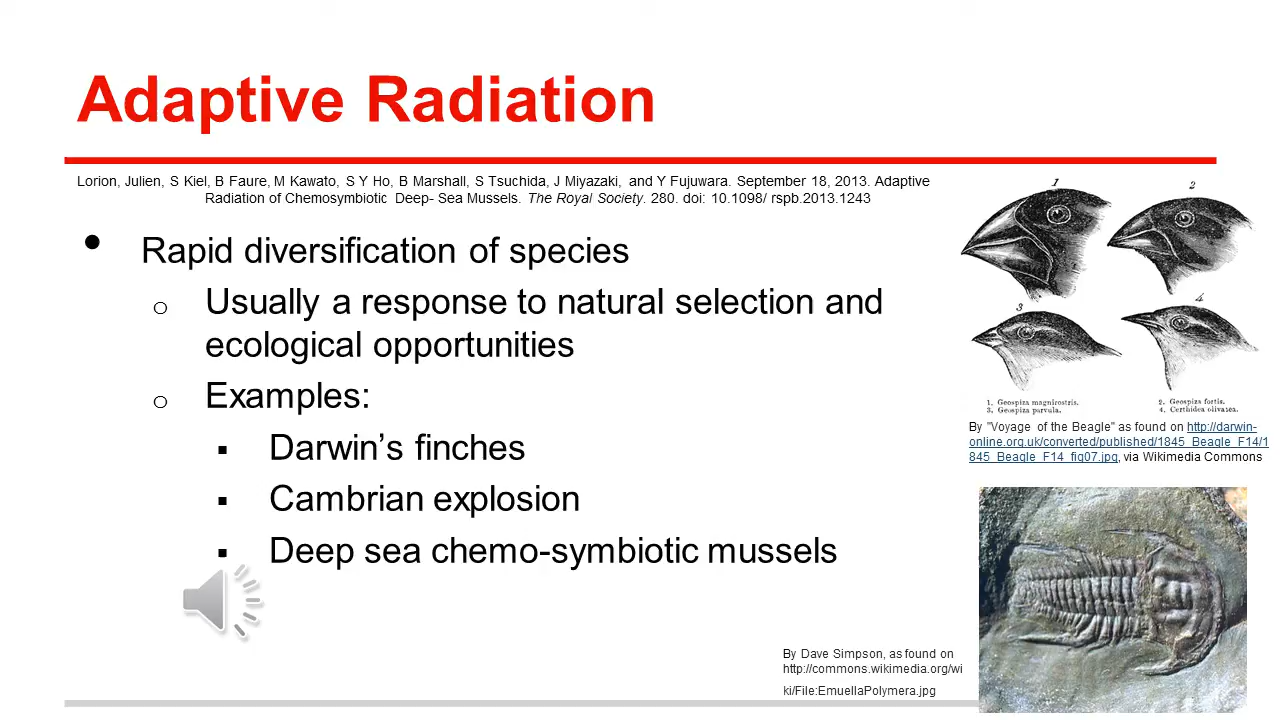 Adaptive Radiation
Lorion, Julien, S Kiel, B Faure, M Kawato, S Y Ho, B Marshall, S Tsuchida, J Miyazaki, and Y Fujuwara. September 18, 2013. Adaptive
Radiation of Chemosymbiotic Deep- Sea Mussels. The Royal Society. 280. doi: 10.1098/ rspb.2013.1243
• Rapid diversification of species
o Usually a response to natural selection and
ecological opportunities
o Examples:
▪ Darwin's finches
▪ Cambrian explosion
▪ Deep sea chemo-symbiotic mussels
1
2
3
4
1. Geospiza magnirostris. 2. Geospiza fortis.
3. Geospiza parvula. 4. Certhidea olivasea.
By "Voyage of the Beagle" as found on http://darwin-
online.org.uk/converted/published/1845_Beagle_F14/1
845_Beagle_F14_fig07.jpg, via Wikimedia Commons
By Dave Simpson, as found on
http://commons.wikimedia.org/wi
ki/File:EmuellaPolymera.jpg